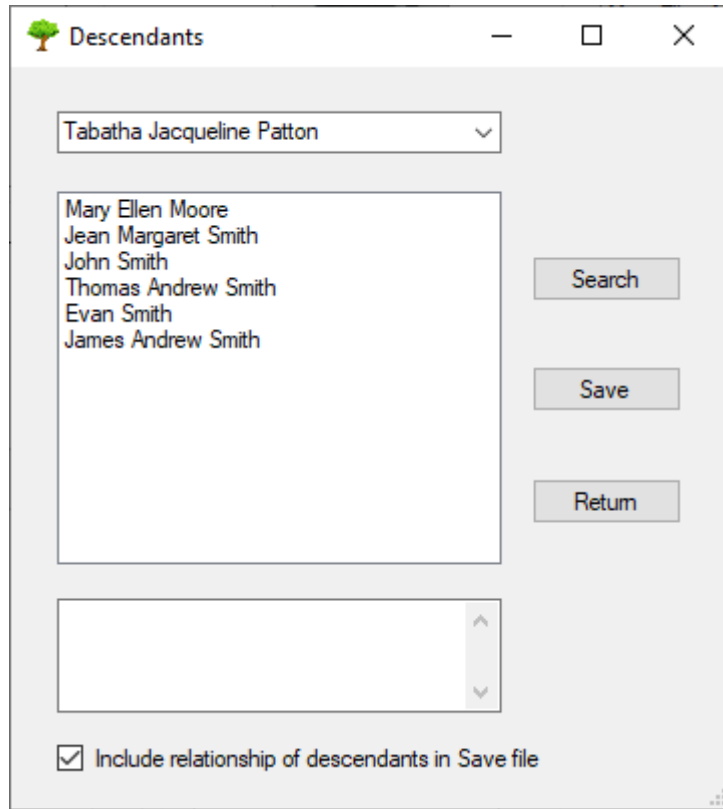 Descendants
Tabatha Jacqueline Patton
Mary Ellen Moore
Jean Margaret Smith
John Smith
Thomas Andrew Smith
Evan Smith
James Andrew Smith
Search
Save
Return
Include relationship of descendants in Save file